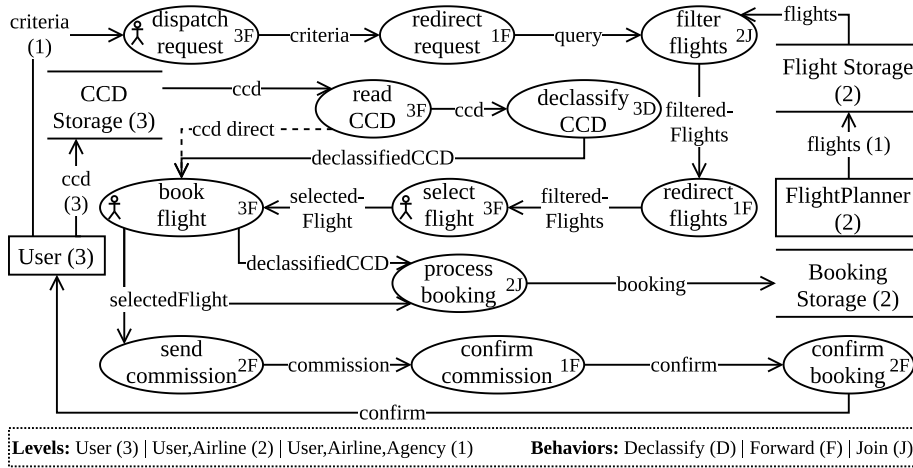 criteria
(1)
dispatch
request 3F
criteria
redirect
request 1F
query
filter
flights 2J
flights
CCD
Storage (3)
ccd
read
CCD 3F
ccd
declassify
CCD 3D
filtered-
Flights
Flight Storage
(2)
ccd direct
declassifiedCCD
flights (1)
ccd
(3)
book
flight 3F
selected-
Flight
select
flight 3F
filtered-
Flights
redirect
flights 1F
FlightPlanner
(2)
User (3)
declassifiedCCD
selectedFlight
process
booking 2J
booking
Booking
Storage (2)
send
commission 2F
commission
confirm
commission 1F
confirm
confirm
booking 2F
confirm
Levels: User (3) | User,Airline (2) | User,Airline,Agency (1) Behaviors: Declassify (D) | Forward (F) | Join (J)